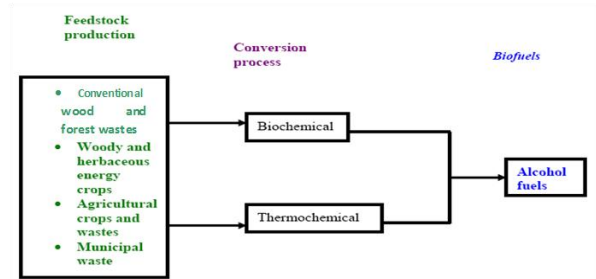 Feedstock
production
Conversion
process
Biofuels
• Conventional
wood and
forest wastes
• Woody and
herbaceous
energy
crops
• Agricultural
crops and
wastes
• Municipal
waste
Biochemical
Thermochemical
Alcohol
fuels